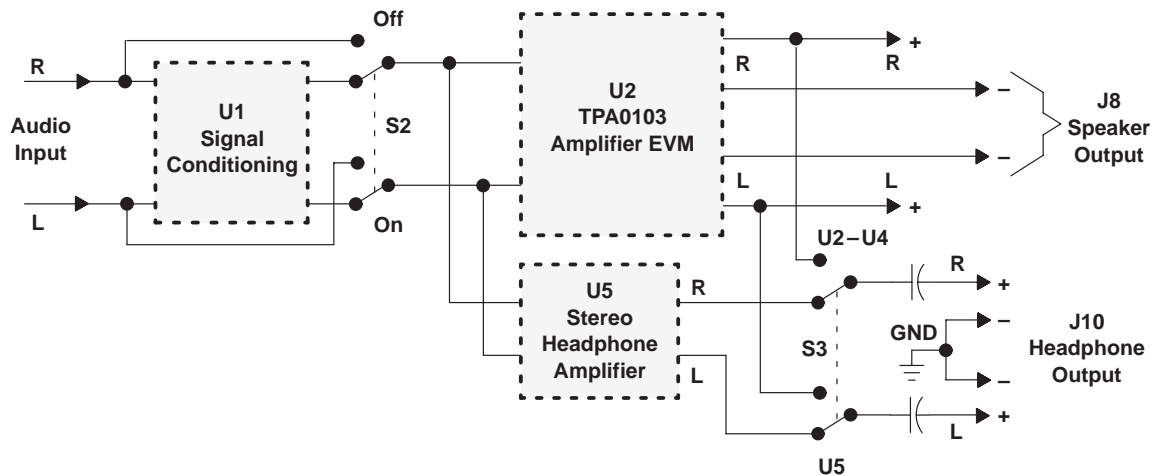 Off
R
R
R
+
U1
Signal
Conditioning
U2
TPA0103
Amplifier EVM
–
J8
Speaker
Output
Audio
Input
S2
–
L
L
L
+
On
U2–U4
U5
Stereo
Headphone
Amplifier
R
R
+
S3
GND
–
J10
Headphone
Output
–
L
L
+
U5